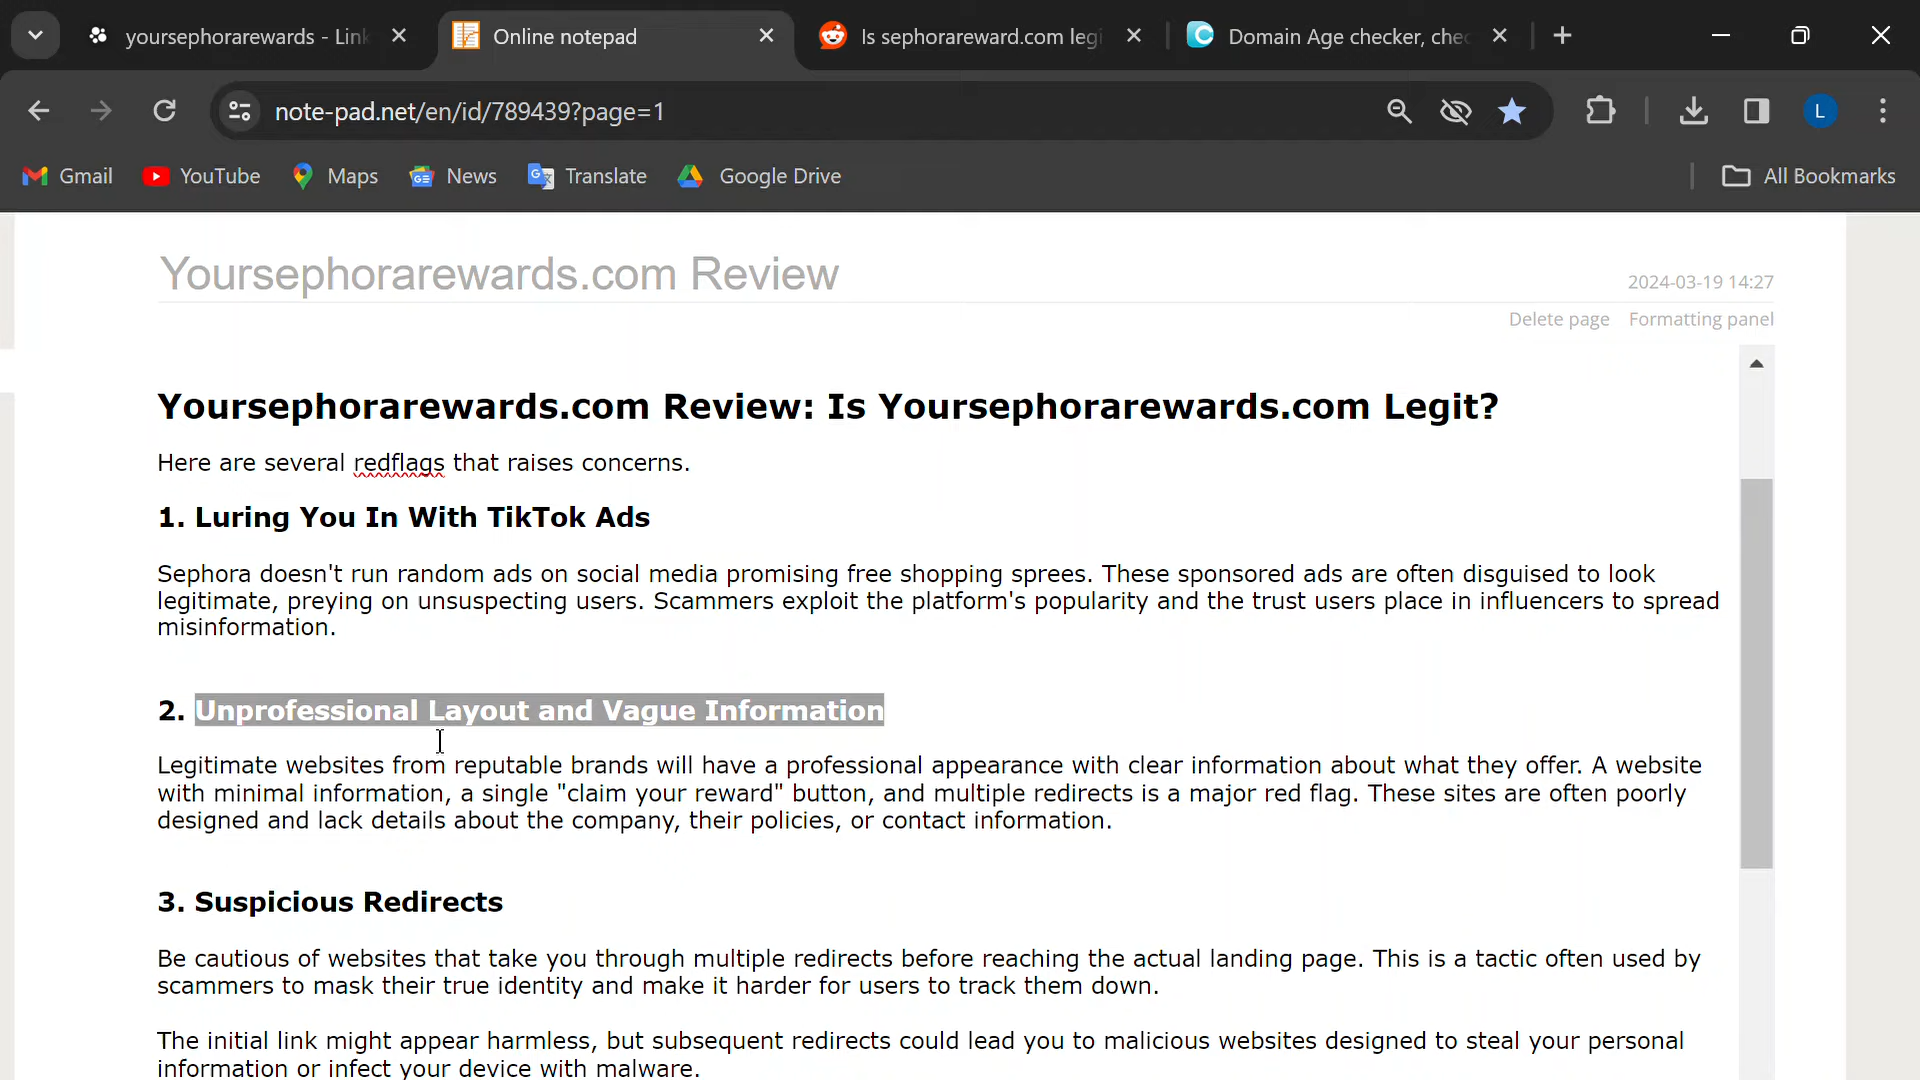 yoursephorarewards - Link
Online notepad
Is sephorareward.com legi
Domain Age checker, chec
note-pad.net/en/id/789439?page=1
L
Gmail
YouTube
Maps
News
Translate
Google Drive
All Bookmarks
Yoursephorarewards.com Review
2024-03-19 14:27
Delete page
Formatting panel
Yoursephorarewards.com Review: Is Yoursephorarewards.com Legit?
Here are several redflags that raises concerns.
1. Luring You In With TikTok Ads
Sephora doesn't run random ads on social media promising free shopping sprees. These sponsored ads are often disguised to look
legitimate, preying on unsuspecting users. Scammers exploit the platform's popularity and the trust users place in influencers to spread
misinformation.
2. Unprofessional Layout and Vague Information
Legitimate websites from reputable brands will have a professional appearance with clear information about what they offer. A website
with minimal information, a single "claim your reward" button, and multiple redirects is a major red flag. These sites are often poorly
designed and lack details about the company, their policies, or contact information.
3. Suspicious Redirects
Be cautious of websites that take you through multiple redirects before reaching the actual landing page. This is a tactic often used by
scammers to mask their true identity and make it harder for users to track them down.
The initial link might appear harmless, but subsequent redirects could lead you to malicious websites designed to steal your personal
information or infect your device with malware.